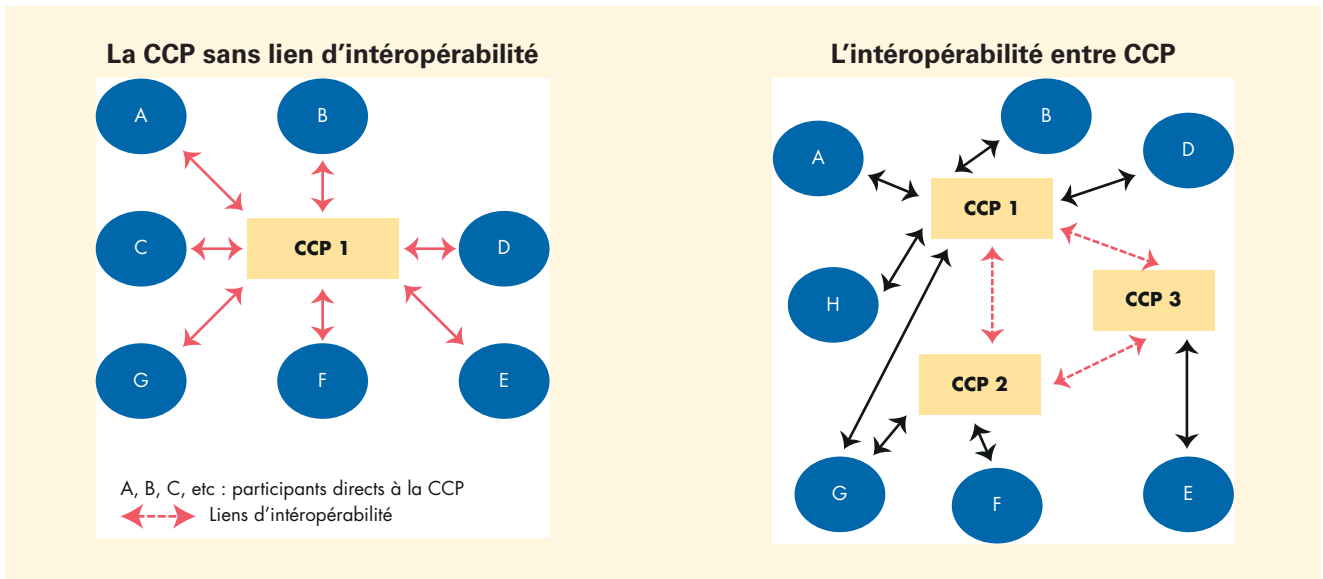 La CCP sans lien d'intéropérabilité
A
B
C
CCP 1
D
G
F
E
A, B, C, etc : participants directs à la CCP
Liens d'intéropérabilité
L'intéropérabilité entre CCP
B
D
A
CCP 1
H
CCP 3
CCP 2
G
F
E